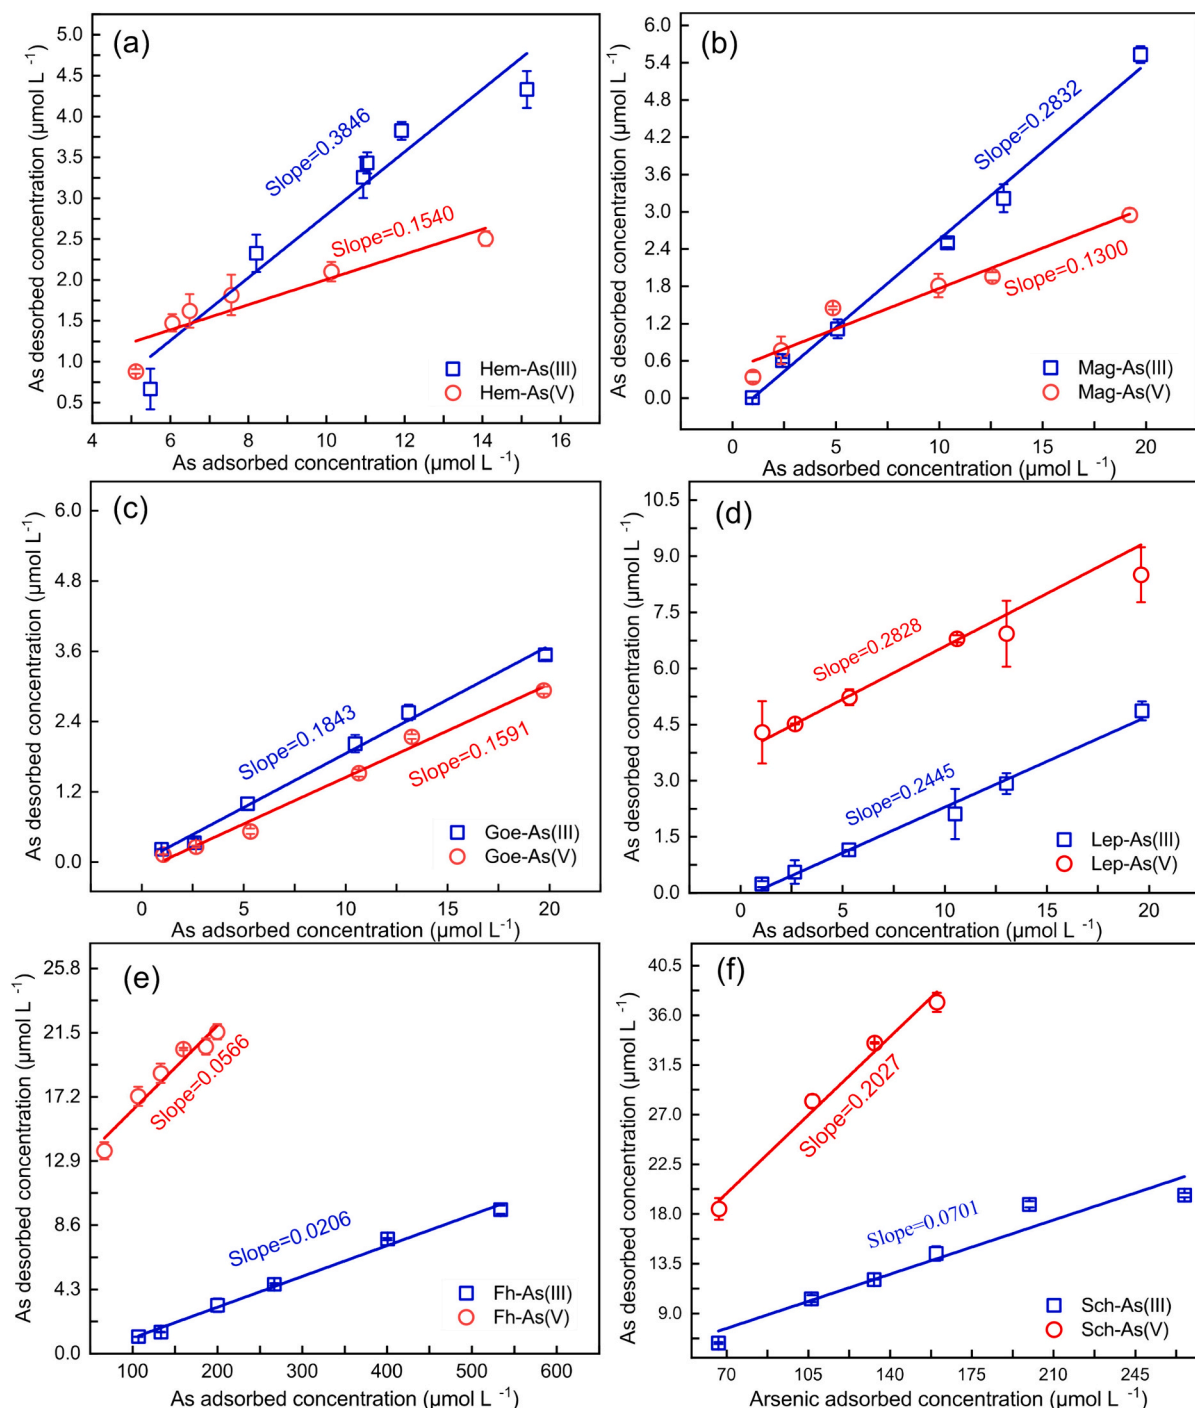 (a)
As desorbed concentration (μmol L⁻¹)
5.0
4.5
4.0
3.5
3.0
2.5
2.0
1.5
1.0
0.5
Slope=0.3846
Slope=0.1540
Hem-As(III)
Hem-As(V)
4 6 8 10 12 14 16
As adsorbed concentration (μmol L⁻¹)
(b)
As desorbed concentration (μmol L⁻¹)
6.0
5.4
4.8
4.2
3.6
3.0
2.4
1.8
1.2
0.6
0.0
Slope=0.2832
Slope=0.1300
Mag-As(III)
Mag-As(V)
0 5 10 15 20
As adsorbed concentration (μmol L⁻¹)
(c)
As desorbed concentration (μmol L⁻¹)
6.0
4.8
3.6
2.4
1.2
0.0
Slope=0.1843
Slope=0.1591
Goe-As(III)
Goe-As(V)
0 5 10 15 20
As adsorbed concentration (μmol L⁻¹)
(d)
As desorbed concentration (μmol L⁻¹)
10.5
9.0
7.5
6.0
4.5
3.0
1.5
0.0
Slope=0.2828
Slope=0.2445
Lep-As(III)
Lep-As(V)
0 5 10 15 20
As adsorbed concentration (μmol L⁻¹)
(e)
As desorbed concentration (μmol L⁻¹)
25.8
21.5
17.2
12.9
8.6
4.3
0.0
Slope=0.0566
Slope=0.0206
Fh-As(III)
Fh-As(V)
100 200 300 400 500 600
As adsorbed concentration (μmol L⁻¹)
(f)
As desorbed concentration (μmol L⁻¹)
40.5
36.0
31.5
27.0
22.5
18.0
13.5
9.0
Slope=0.2027
Slope=0.0701
Sch-As(III)
Sch-As(V)
70 105 140 175 210 245
Arsenic adsorbed concentration (μmol L⁻¹)